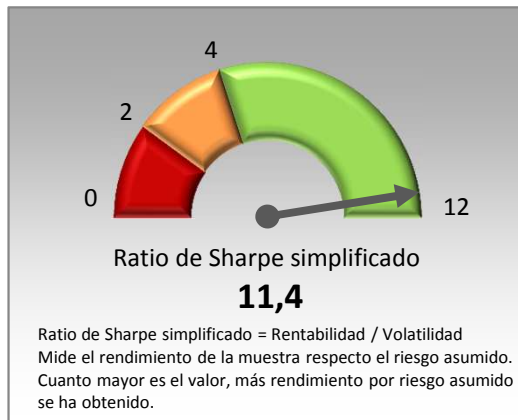 4
2
0
12
Ratio de Sharpe simplificado
11,4
Ratio de Sharpe simplificado = Rentabilidad / Volatilidad
Mide el rendimiento de la muestra respecto el riesgo asumido.
Cuanto mayor es el valor, más rendimiento por riesgo asumido
se ha obtenido.